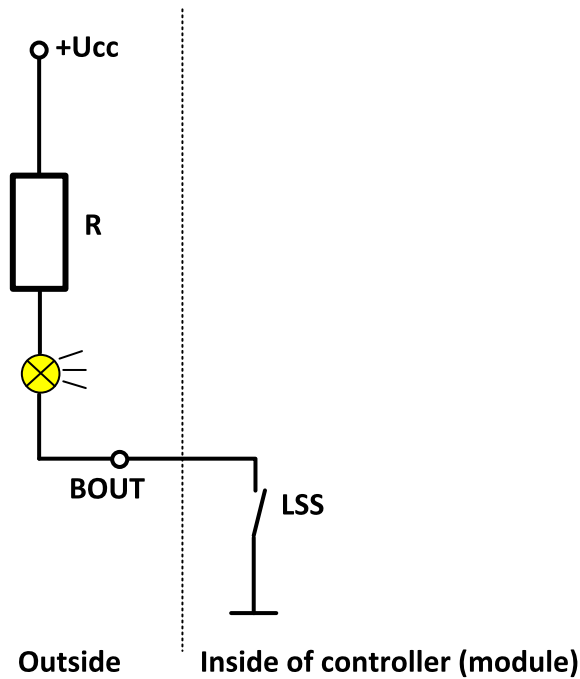 +Ucc
R
BOUT
LSS
Outside
Inside of controller (module)